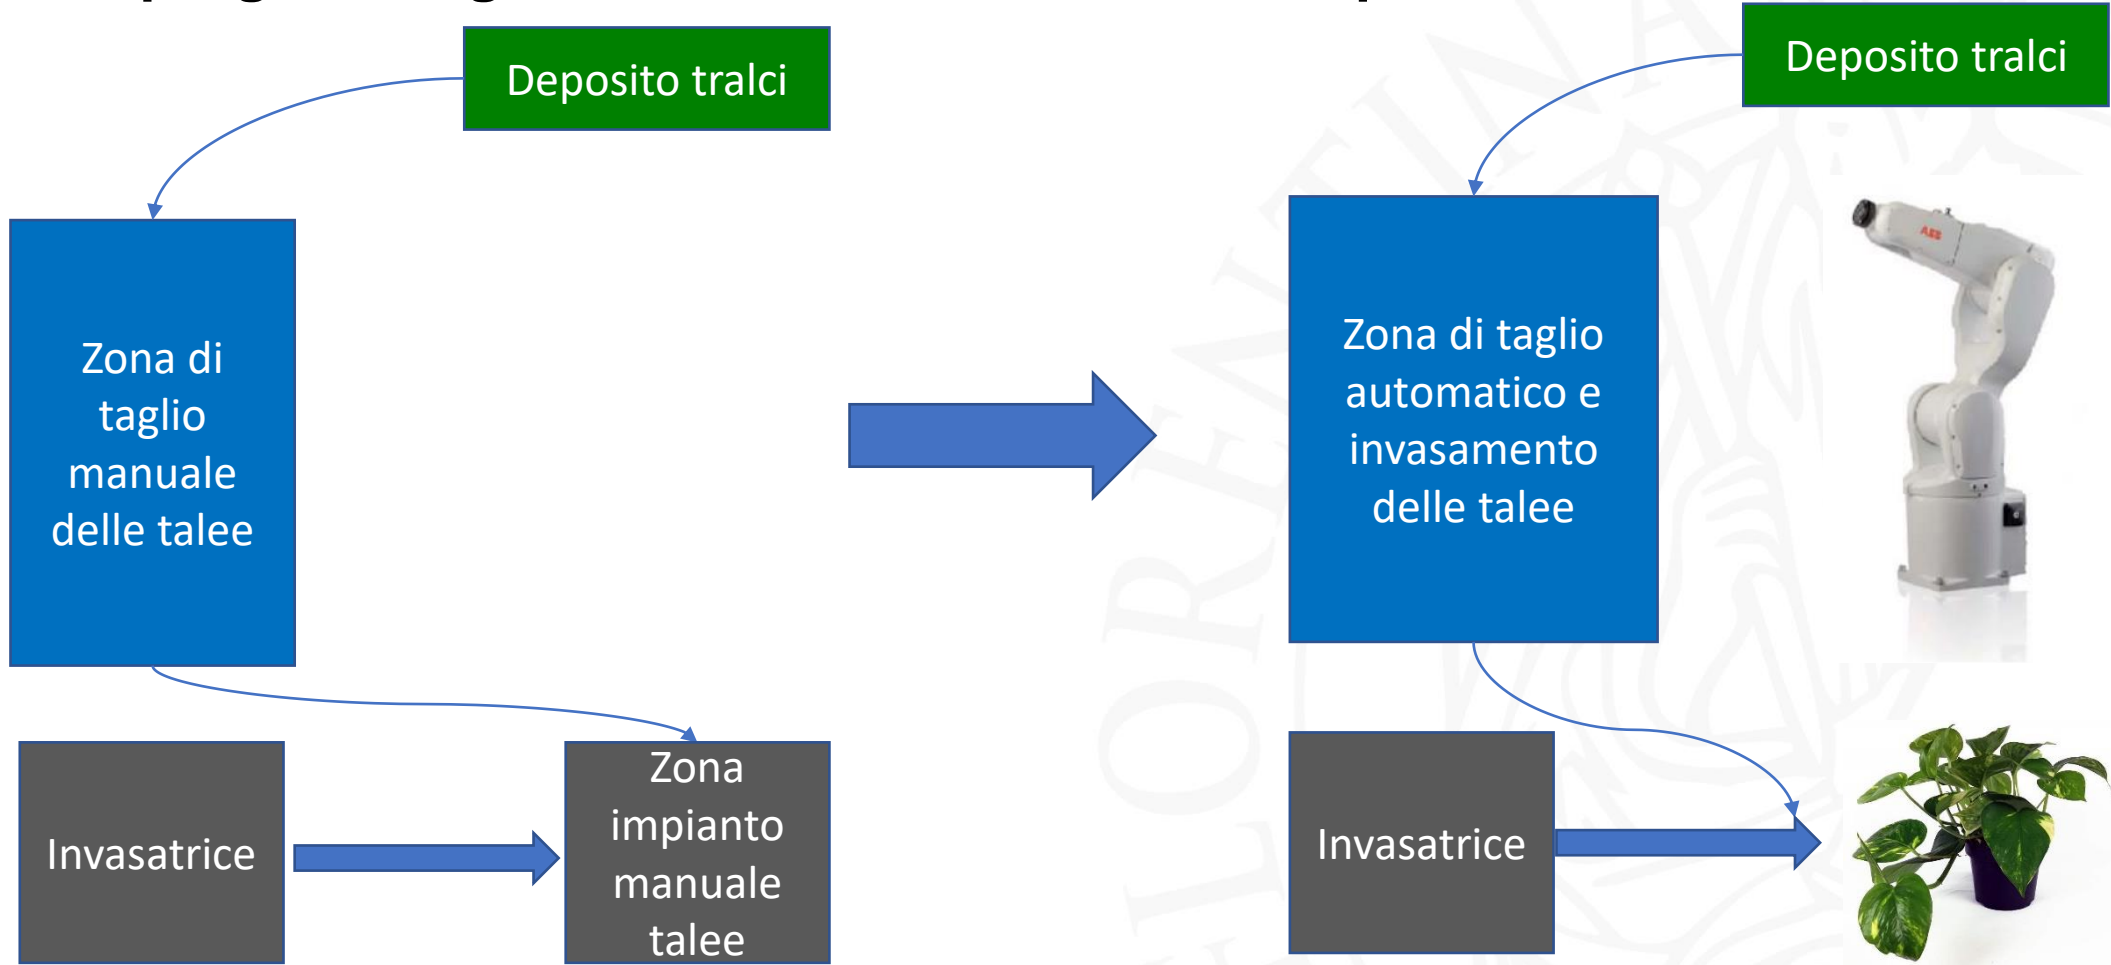 Deposito tralci
Zona di
taglio
manuale
delle talee
Invasatrice
Zona
impianto
manuale
talee
Deposito tralci
Zona di taglio
automatico e
invasamento
delle talee
ABB
Invasatrice